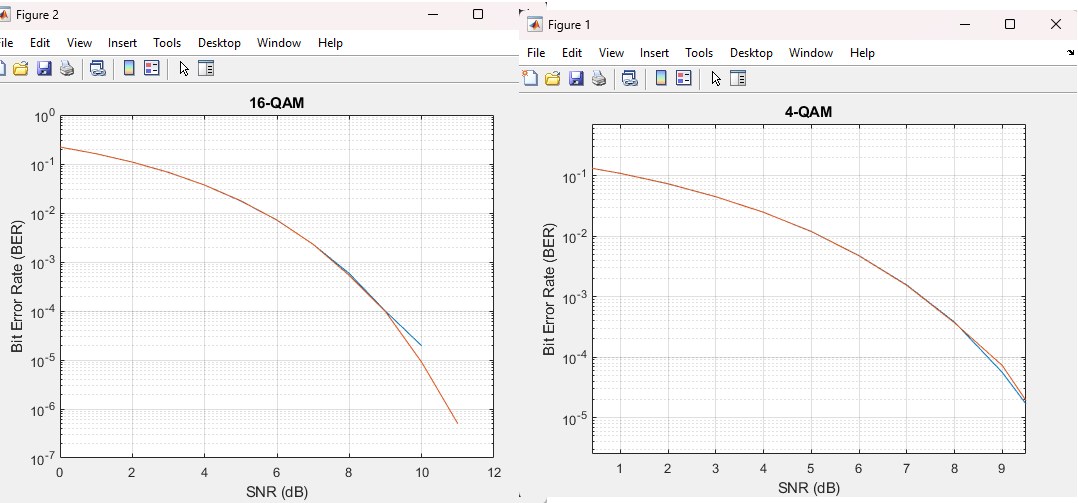 Figure 2
File Edit View Insert Tools Desktop Window Help
16-QAM
10^0
10^-1
10^-2
10^-3
10^-4
10^-5
10^-6
10^-7
Bit Error Rate (BER)
0 2 4 6 8 10 12
SNR (dB)
Figure 1
File Edit View Insert Tools Desktop Window Help
4-QAM
10^-1
10^-2
10^-3
10^-4
10^-5
Bit Error Rate (BER)
1 2 3 4 5 6 7 8 9
SNR (dB)